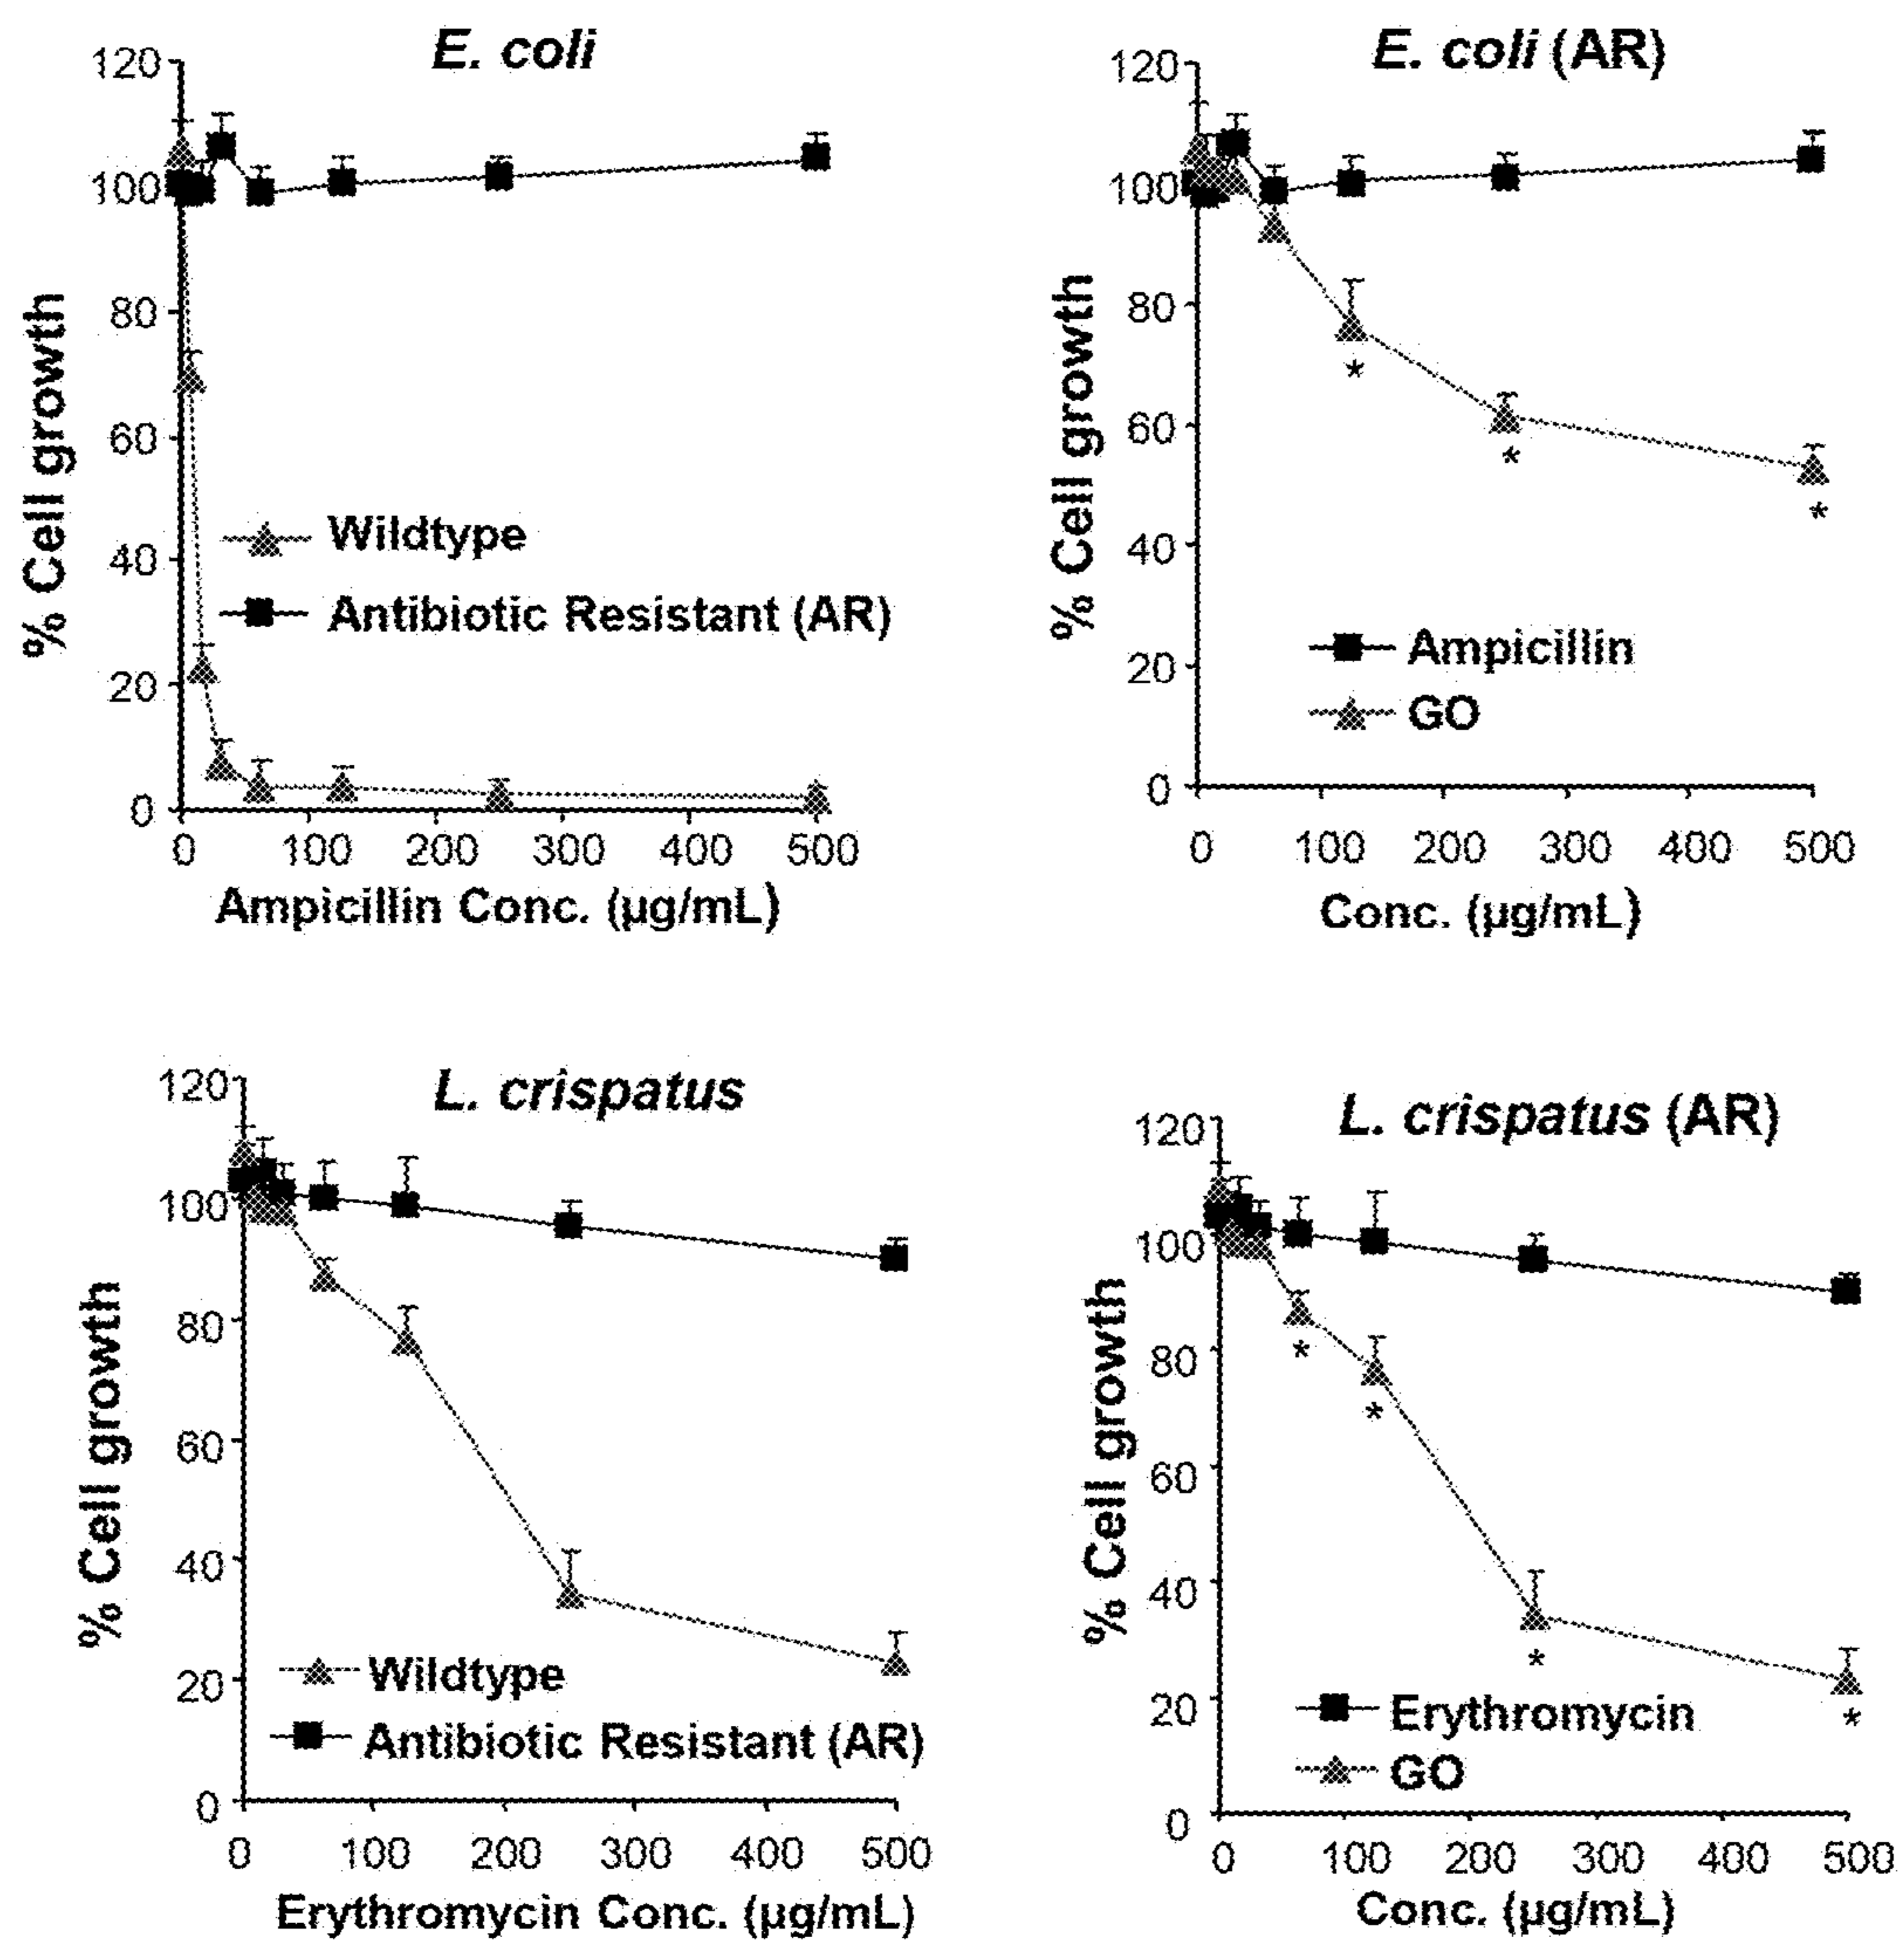 E. coli
120
100
80
60
40
20
0
% Cell growth
Wildtype
Antibiotic Resistant (AR)
0 100 200 300 400 500
Ampicillin Conc. (µg/mL)
E. coli (AR)
120
100
80
60
40
20
0
% Cell growth
*
*
*
Ampicillin
GO
0 100 200 300 400 500
Conc. (µg/mL)
L. crispatus
120
100
80
60
40
20
0
% Cell growth
Wildtype
Antibiotic Resistant (AR)
0 100 200 300 400 500
Erythromycin Conc. (µg/mL)
L. crispatus (AR)
120
100
80
60
40
20
0
% Cell growth
*
*
*
*
Erythromycin
GO
0 100 200 300 400 500
Conc. (µg/mL)